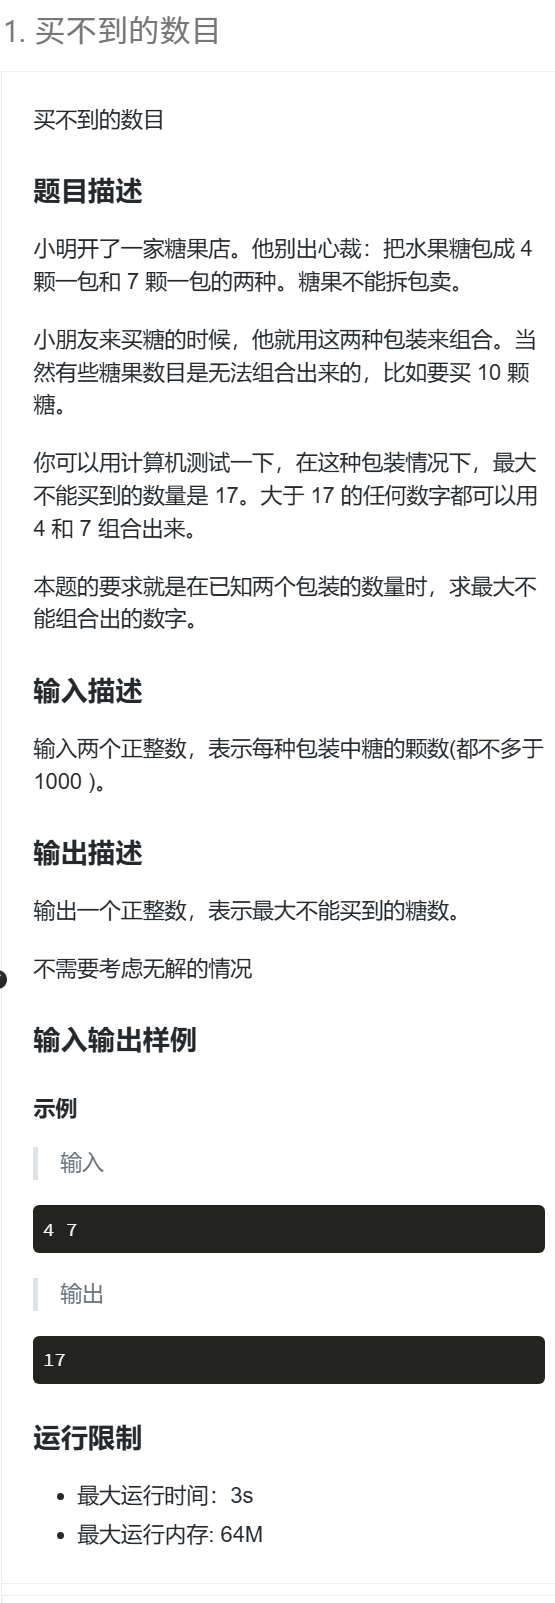 1. 买不到的数目
买不到的数目
题目描述
小明开了一家糖果店。他别出心裁：把水果糖包成 4
颗一包和 7 颗一包的两种。糖果不能拆包卖。
小朋友来买糖的时候，他就用这两种包装来组合。当
然有些糖果数目是无法组合出来的，比如要买 10 颗
糖。
你可以用计算机测试一下，在这种包装情况下，最大
不能买到的数量是 17。大于 17 的任何数字都可以用
4 和 7 组合出来。
本题的要求就是在已知两个包装的数量时，求最大不
能组合出的数字。
输入描述
输入两个正整数，表示每种包装中糖的颗数(都不多于
1000 )。
输出描述
输出一个正整数，表示最大不能买到的糖数。
不需要考虑无解的情况
输入输出样例
示例
输入
4 7
输出
17
运行限制
• 最大运行时间：3s
• 最大运行内存: 64M